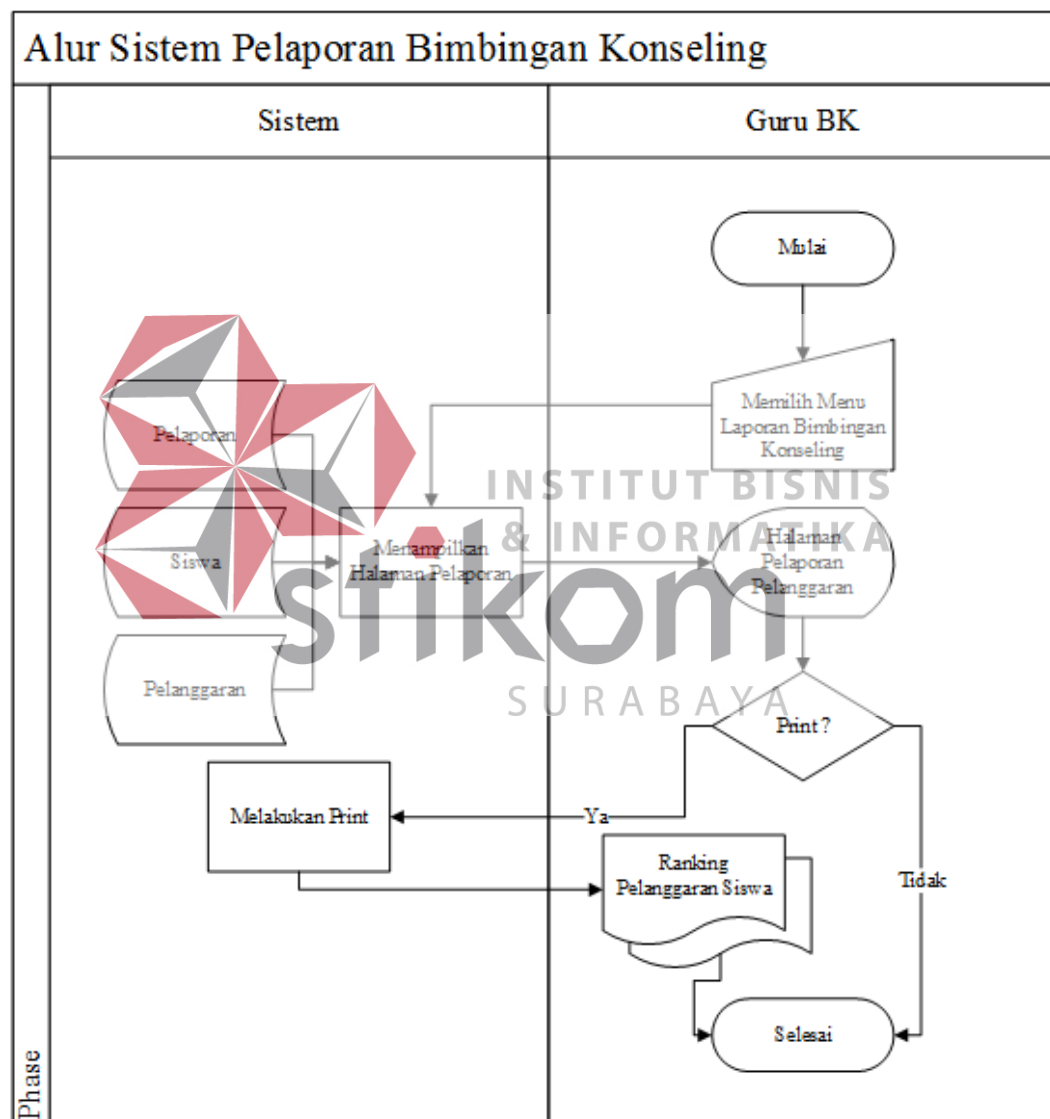 Alur Sistem Pelaporan Bimbingan Konseling
Sistem
Guru BK
Mulai
Memilih Menu
Laporan Bimbingan
Konseling
Pelaporan
Siswa
Pelanggaran
Menampilkan
Halaman Pelaporan
Halaman
Pelaporan
Pelanggaran
INSTITUT BISNIS
& INFORMATIKA
stikom
SURABAYA
Print ?
Ya
Tidak
Melakukan Print
Ranking
Pelanggaran Siswa
Selesai
Phase